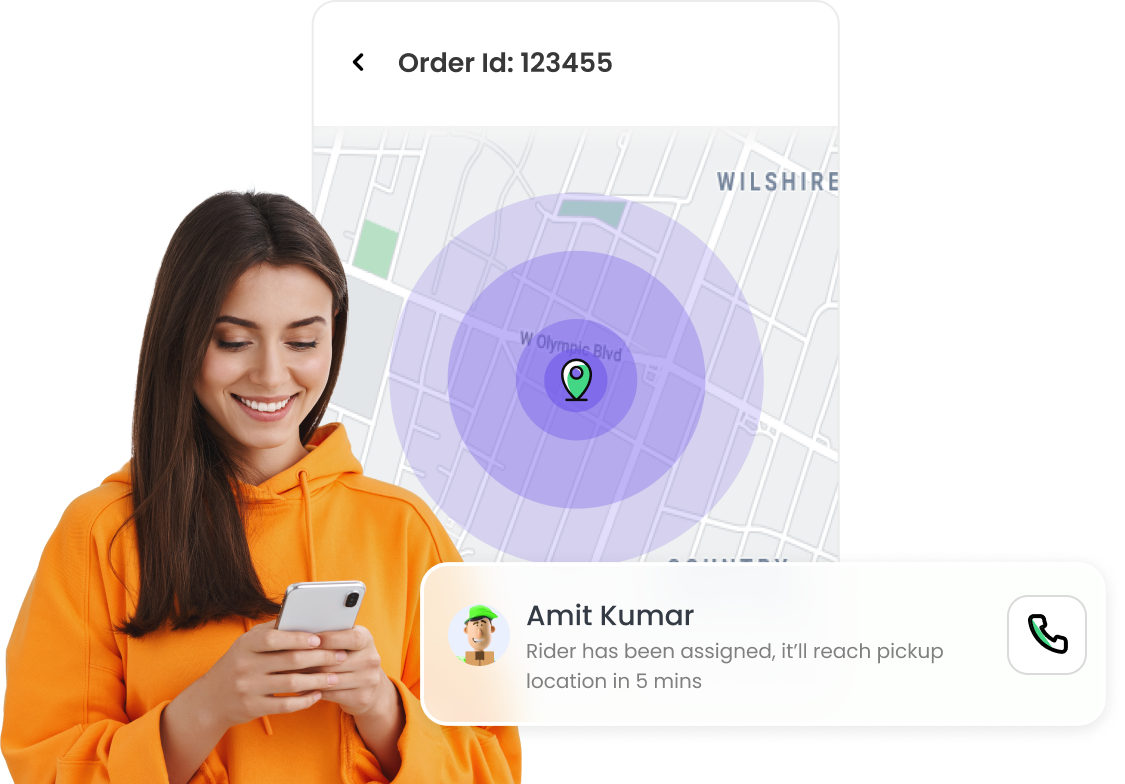 Order Id: 123455
WILSHIRE
W Olympic Blvd
COUNTRY
Amit Kumar
Rider has been assigned, it’ll reach pickup
location in 5 mins